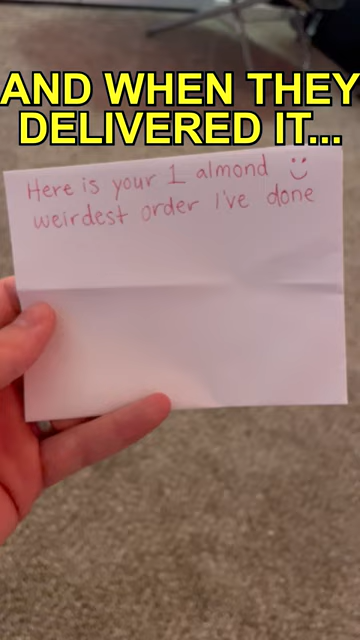 AND WHEN THEY
DELIVERED IT...
Here is your 1 almond
weirdest order I've done